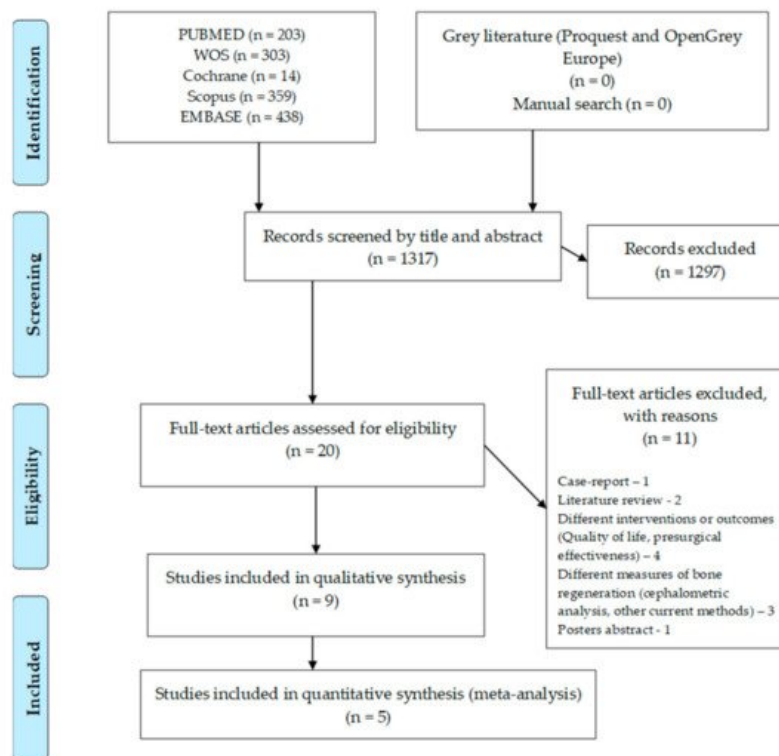 Identification
PUBMED (n = 203)
WOS (n = 303)
Cochrane (n = 14)
Scopus (n = 359)
EMBASE (n = 438)
Grey literature (Proquest and OpenGrey
Europe)
(n = 0)
Manual search (n = 0)
Screening
Records screened by title and abstract
(n = 1317)
Records excluded
(n = 1297)
Eligibility
Full-text articles assessed for eligibility
(n = 20)
Full-text articles excluded,
with reasons
(n = 11)
Case-report – 1
Literature review - 2
Different interventions or outcomes
(Quality of life, presurgical
effectiveness) – 4
Different measures of bone
regeneration (cephalometric
analysis, other current methods) – 3
Posters abstract - 1
Studies included in qualitative synthesis
(n = 9)
Included
Studies included in quantitative synthesis (meta-analysis)
(n = 5)